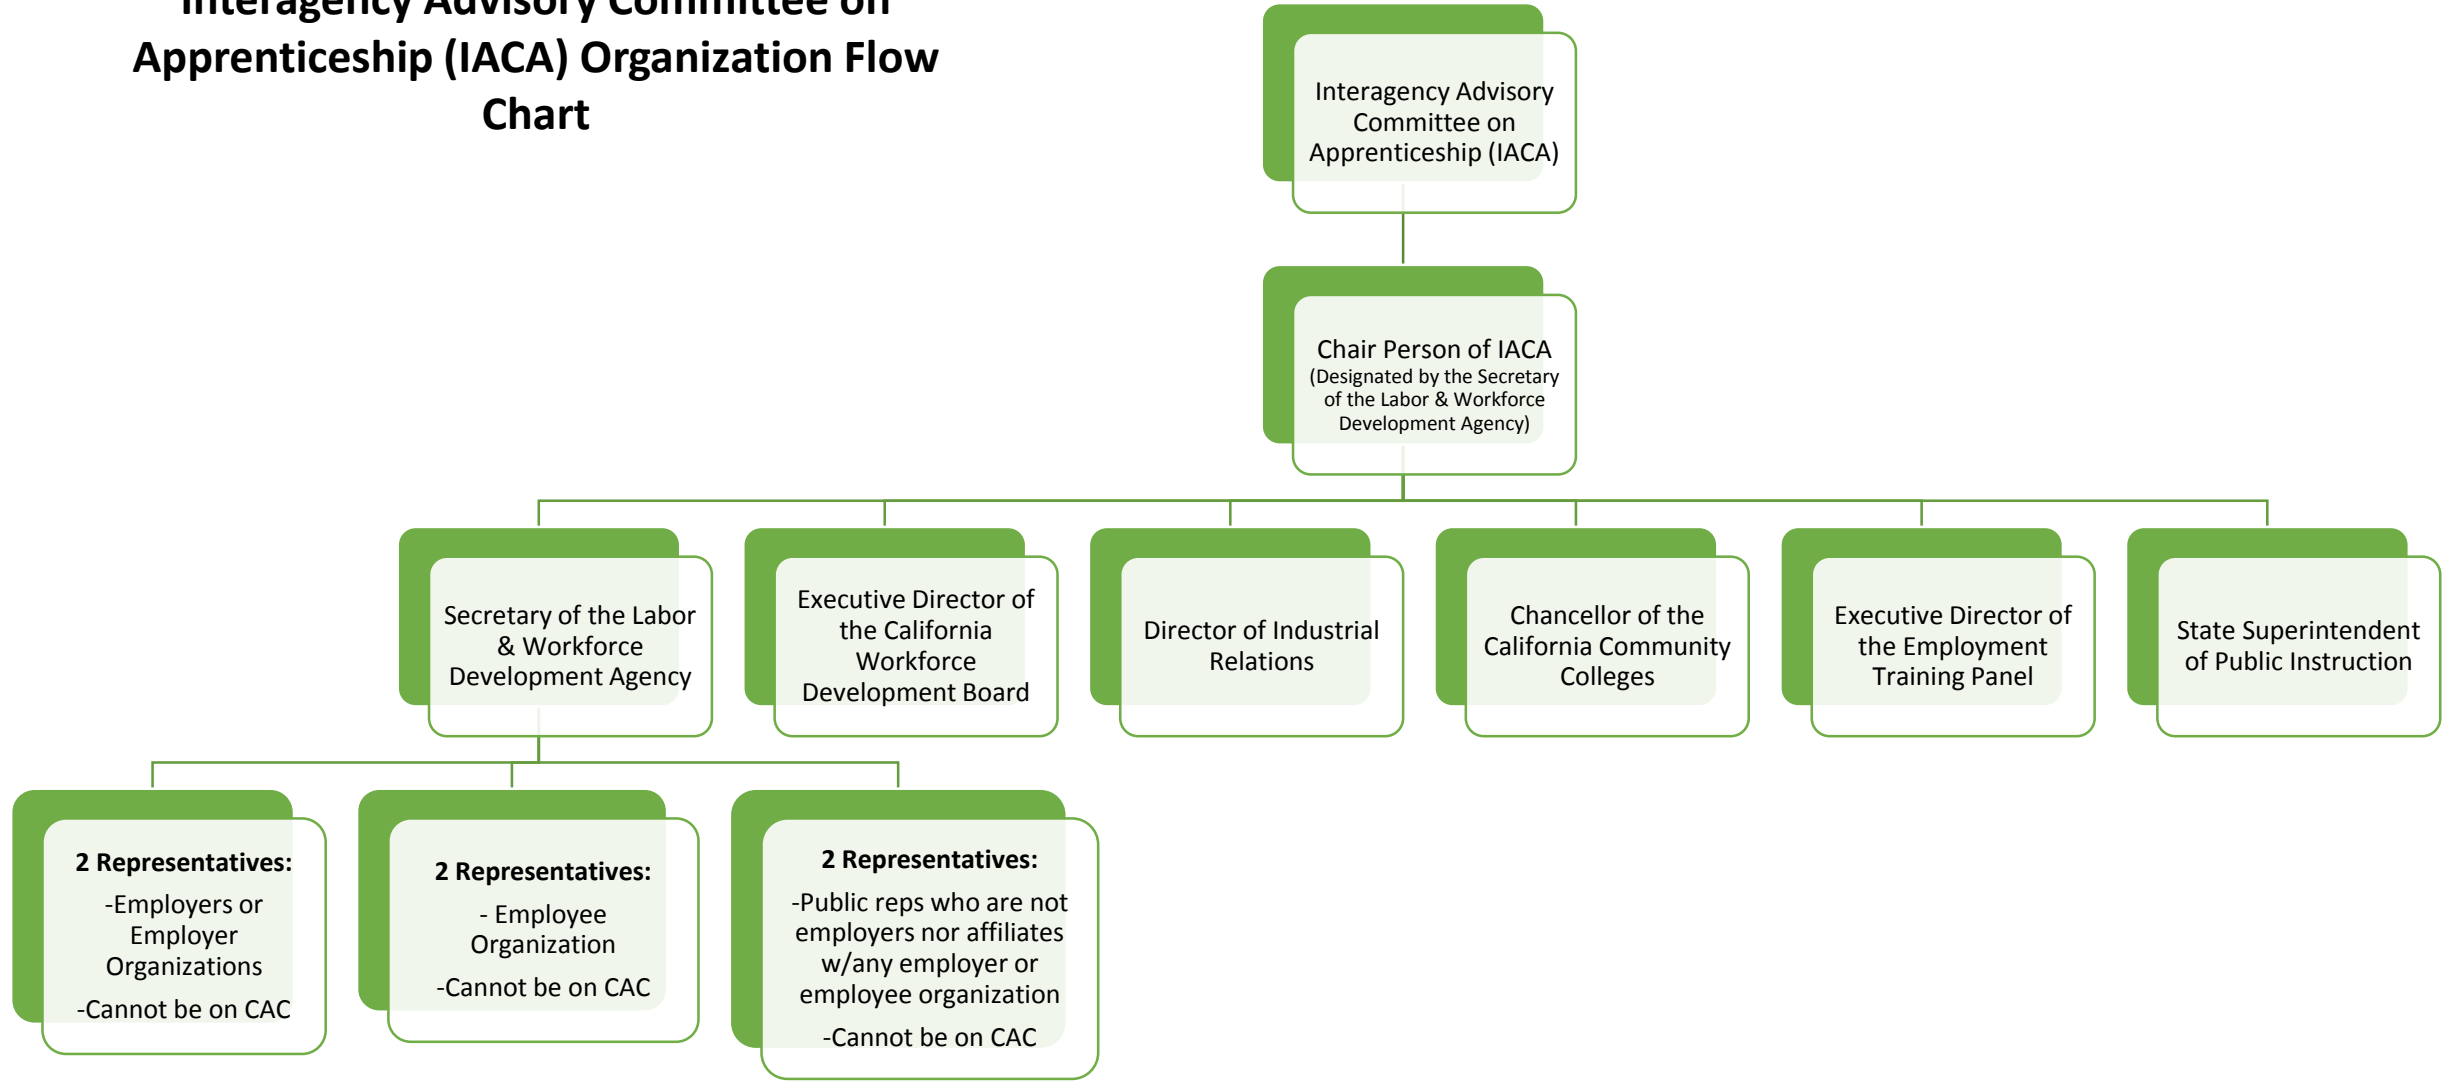 Interagency Advisory Committee on
Apprenticeship (IACA) Organization Flow
Chart
Interagency Advisory
Committee on
Apprenticeship (IACA)
Chair Person of IACA
(Designated by the Secretary
of the Labor & Workforce
Development Agency)
Secretary of the Labor
& Workforce
Development Agency
Executive Director of
the California
Workforce
Development Board
Director of Industrial
Relations
Chancellor of the
California Community
Colleges
Executive Director of
the Employment
Training Panel
State Superintendent
of Public Instruction
2 Representatives:
-Employers or
Employer
Organizations
-Cannot be on CAC
2 Representatives:
- Employee
Organization
-Cannot be on CAC
2 Representatives:
-Public reps who are not
employers nor affiliates
w/any employer or
employee organization
-Cannot be on CAC